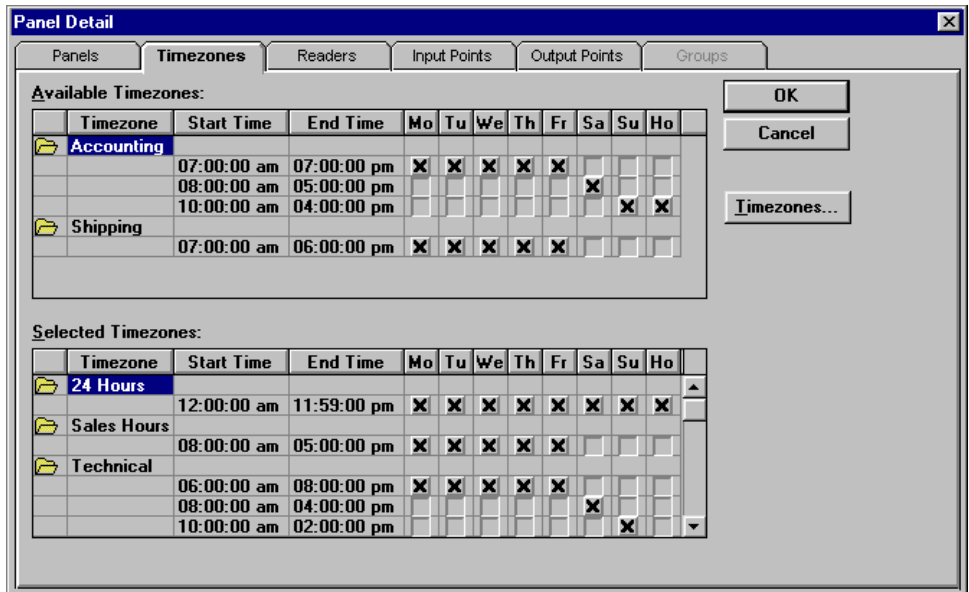 Panel Detail
Panels Timezones Readers Input Points Output Points Groups
Available Timezones:
OK
Timezone Start Time End Time Mo Tu We Th Fr Sa Su Ho
Cancel
Accounting
07:00:00 am 07:00:00 pm
08:00:00 am 05:00:00 pm
10:00:00 am 04:00:00 pm
Timezones...
Shipping
07:00:00 am 06:00:00 pm
Selected Timezones:
Timezone Start Time End Time Mo Tu We Th Fr Sa Su Ho
24 Hours
12:00:00 am 11:59:00 pm
Sales Hours
08:00:00 am 05:00:00 pm
Technical
06:00:00 am 08:00:00 pm
08:00:00 am 04:00:00 pm
10:00:00 am 02:00:00 pm